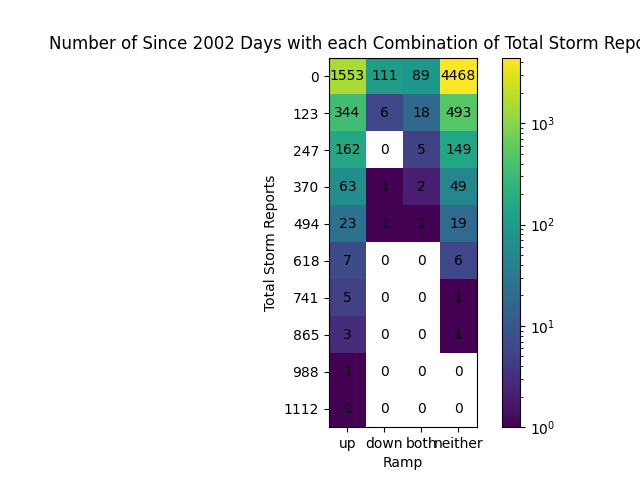 Number of Since 2002 Days with each Combination of Total Storm
0 1553 111 89 4468
123 344 6 18 493
247 162 0 5 149
370 63 1 2 49
494 23 1 1 19
618 7 0 0 6
741 5 0 0 1
865 3 0 0 1
988 1 0 0 0
1112 1 0 0 0
up down both neither
Ramp
Total Storm Reports
10³
10²
10¹
10⁰